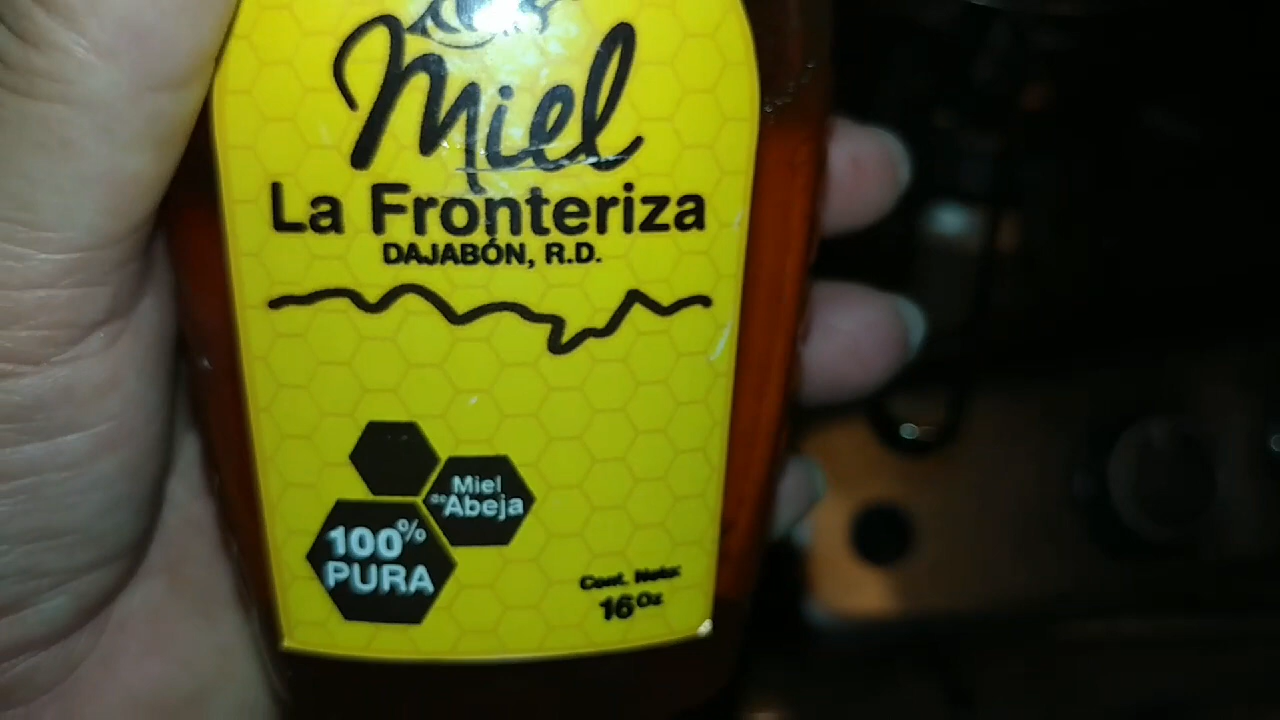 Miel
La Fronteriza
DAJABÓN, R.D.
Miel
de Abeja
100%
PURA
Cont. Neto:
16 Oz